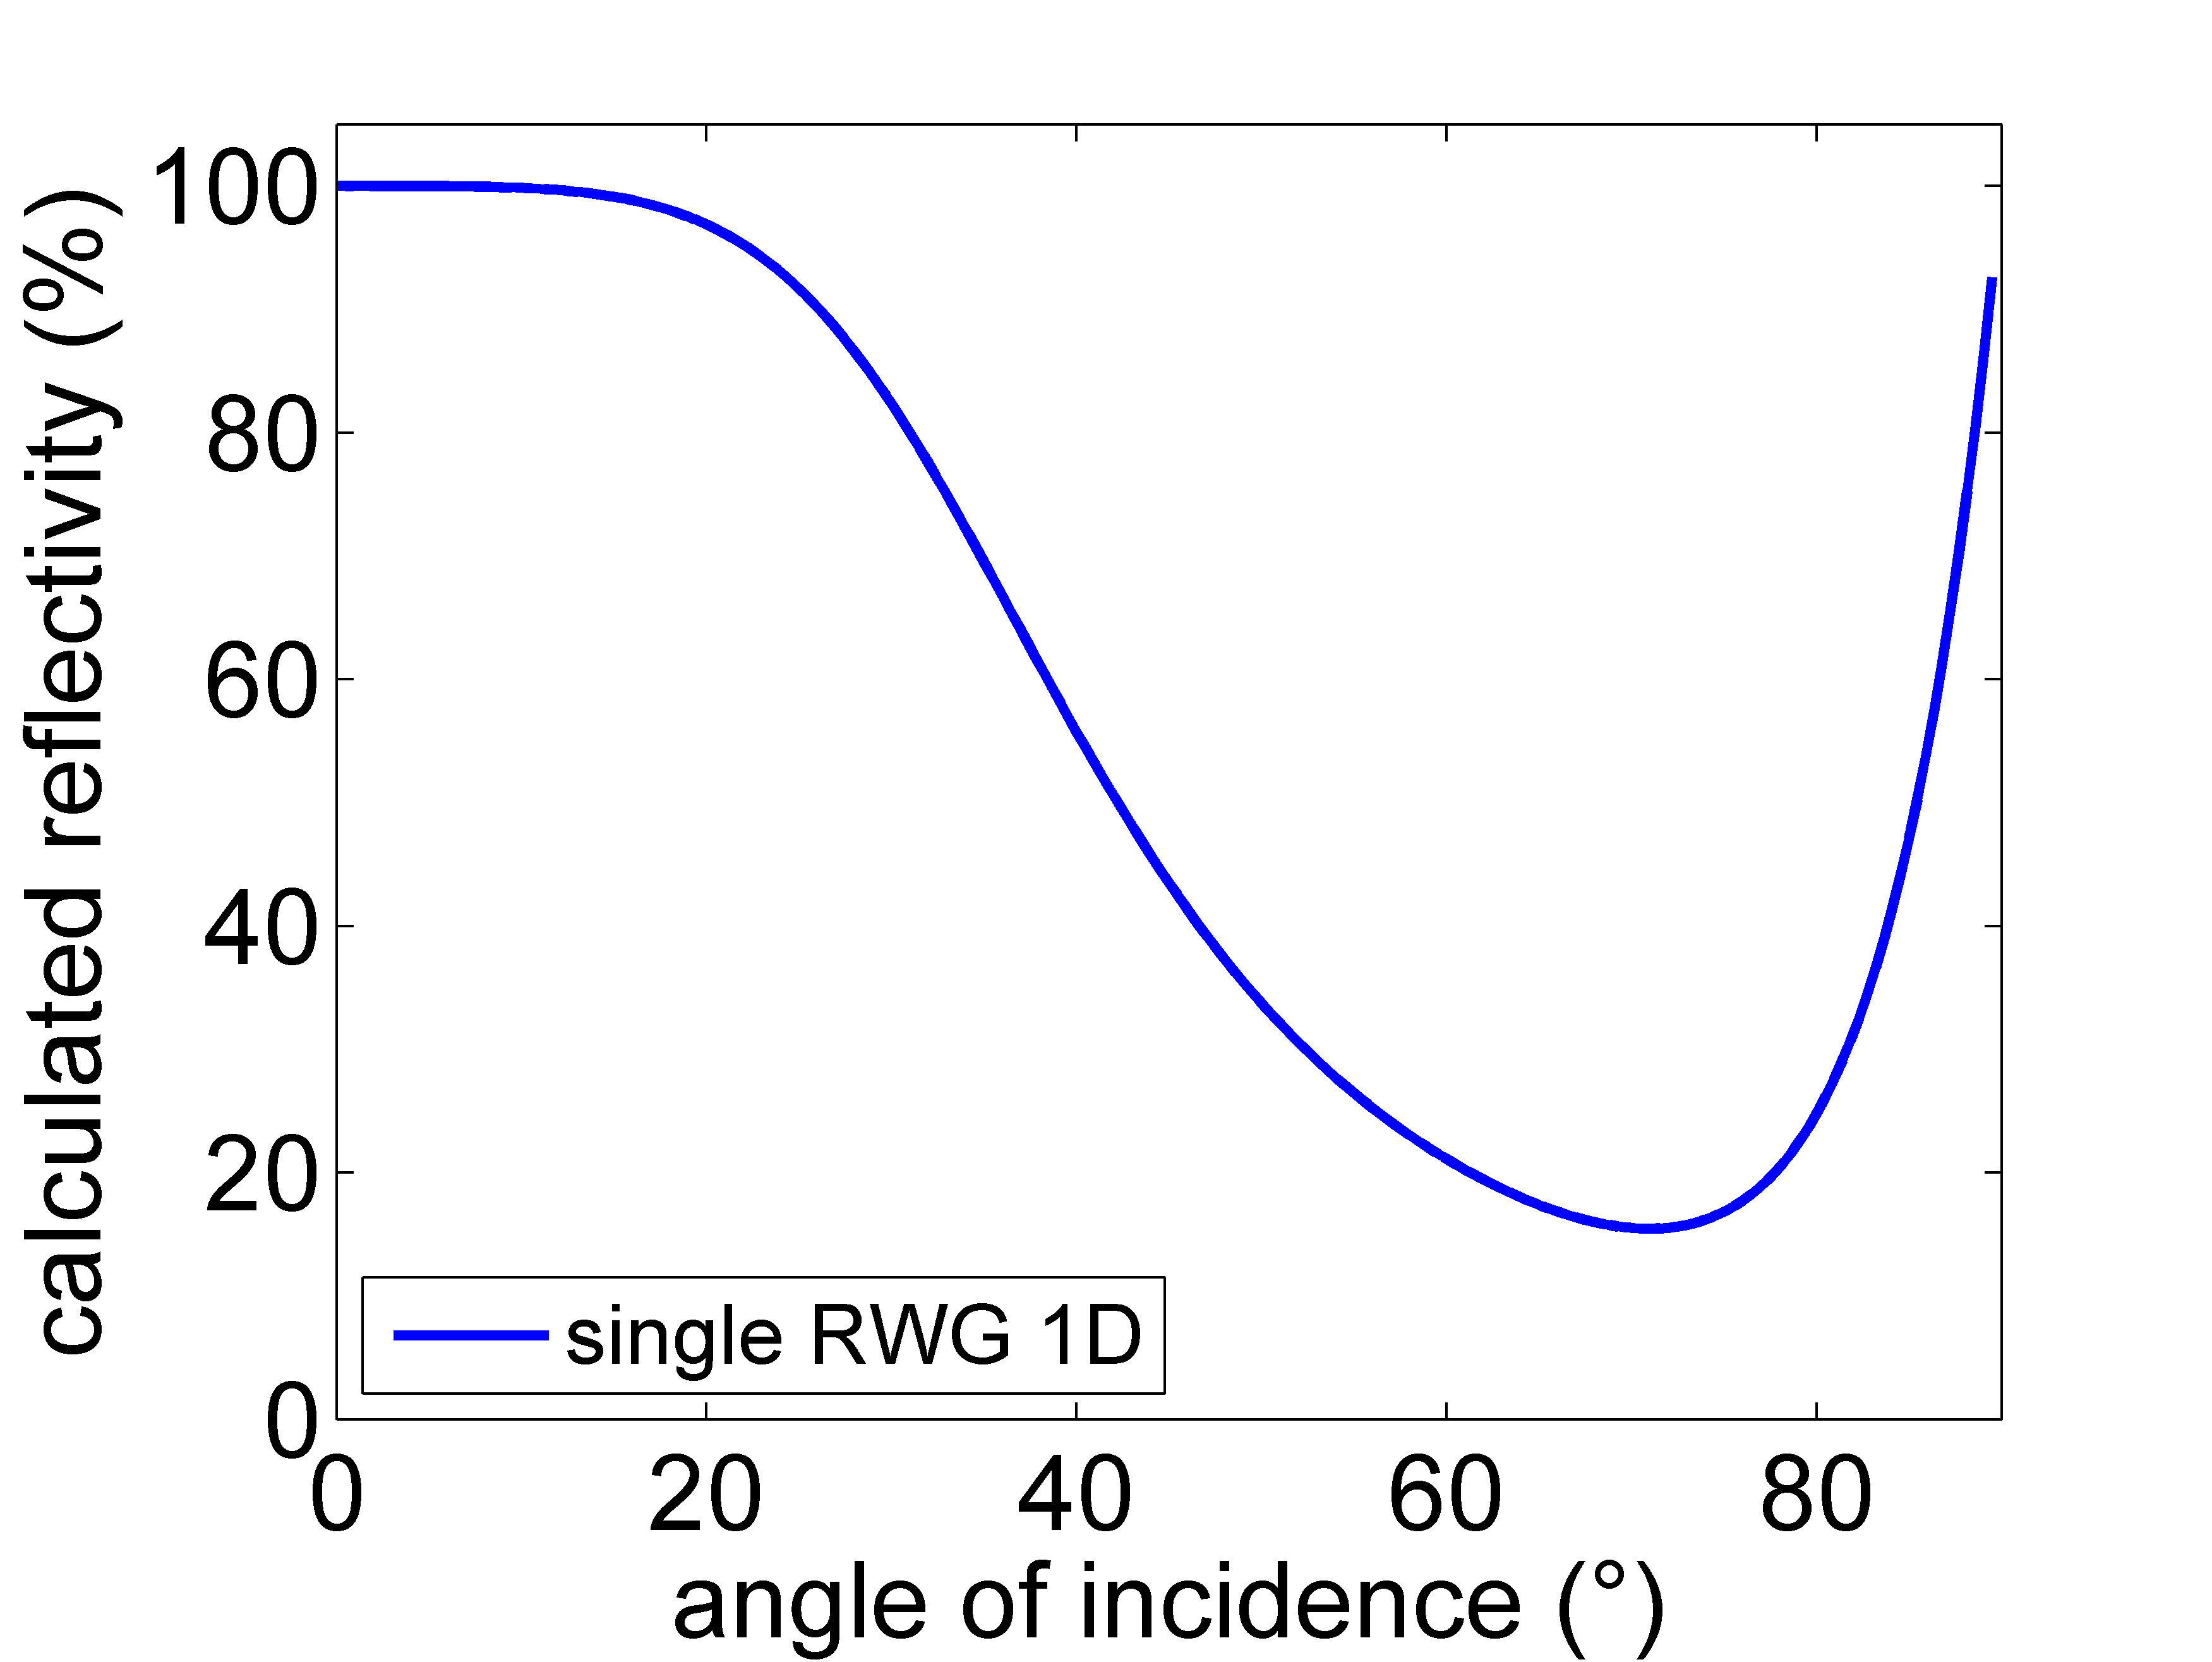 calculated reflectivity (%)
100
80
60
40
20
0
single RWG 1D
0 20 40 60 80
angle of incidence (°)